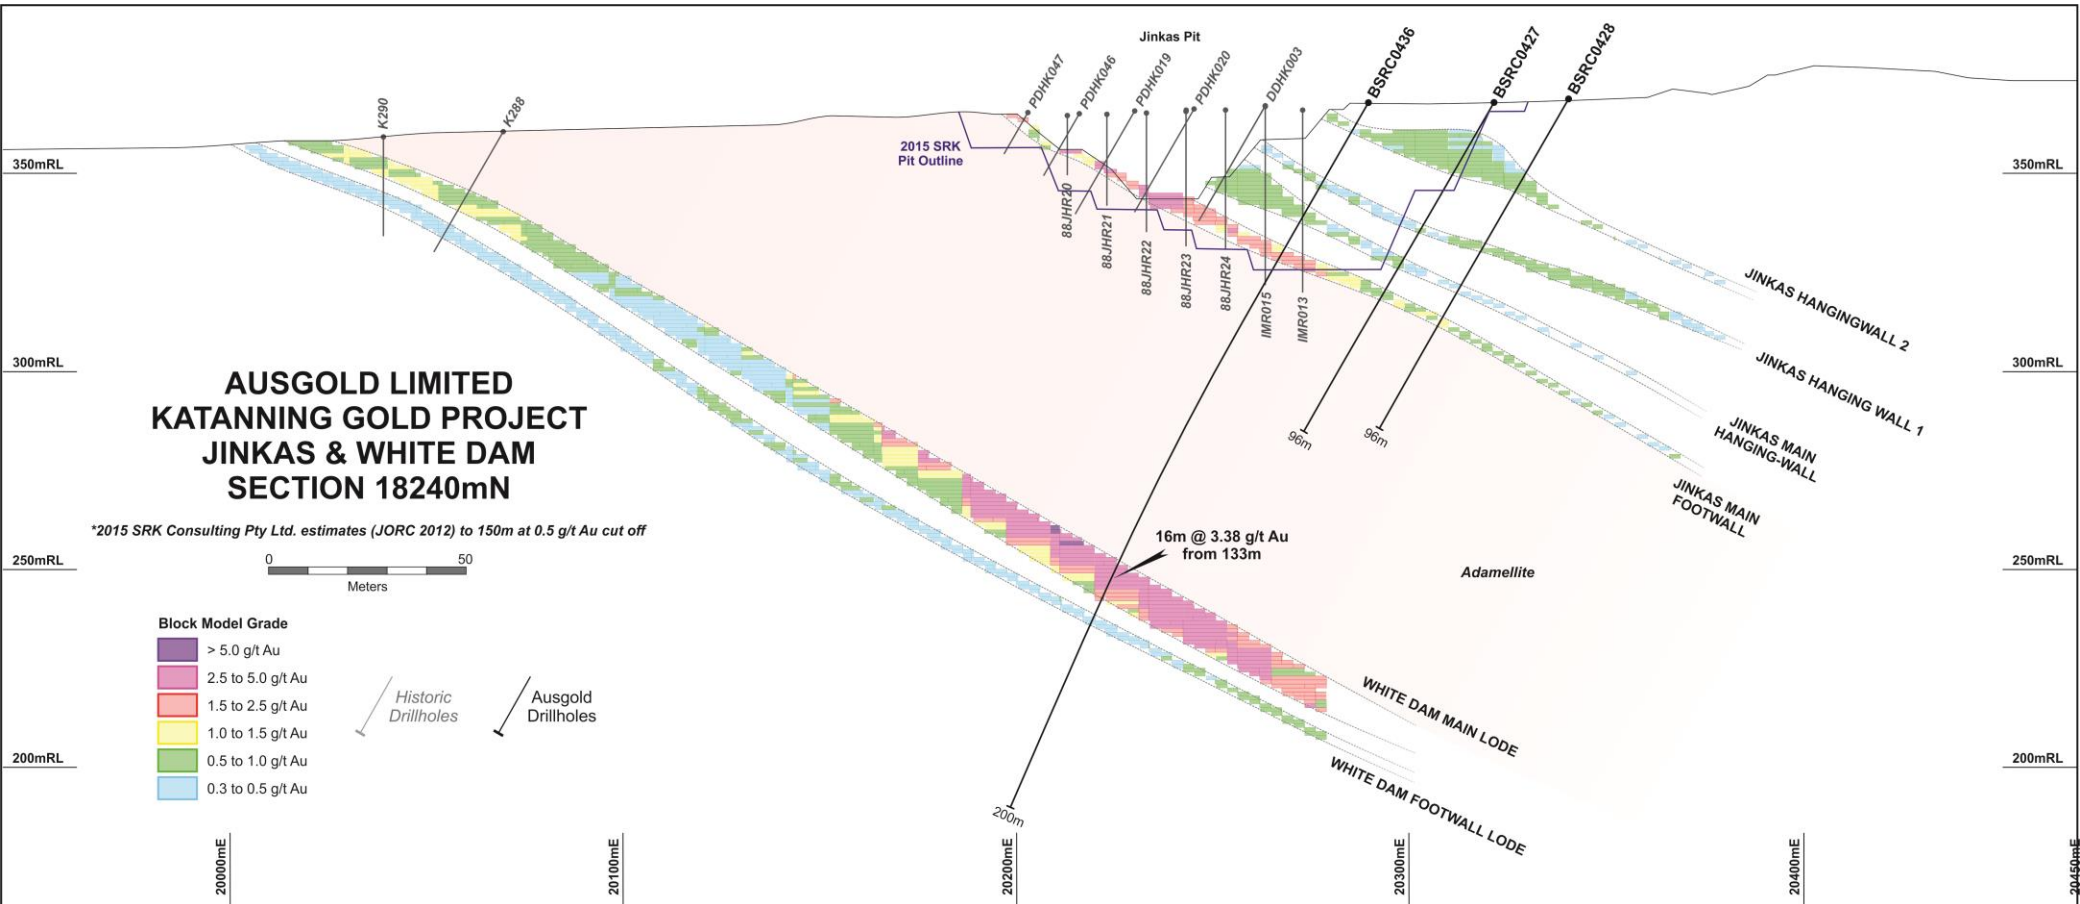 Jinkas Pit
K290
K288
PDHK047
PDHK046
PDHK019
PDHK020
DDHK003
BSRC0436
BSRC0427
BSRC0428
2015 SRK
Pit Outline
350mRL
350mRL
88JHR20
88JHR21
88JHR22
88JHR23
88JHR24
IMR015
IMR013
JINKAS HANGINGWALL 2
JINKAS HANGING WALL 1
JINKAS MAIN
HANGING-WALL
JINKAS MAIN
FOOTWALL
300mRL
300mRL
96m
96m
AUSGOLD LIMITED
KATANNING GOLD PROJECT
JINKAS & WHITE DAM
SECTION 18240mN
*2015 SRK Consulting Pty Ltd. estimates (JORC 2012) to 150m at 0.5 g/t Au cut off
0
50
Meters
250mRL
250mRL
16m @ 3.38 g/t Au
from 133m
Adamellite
Block Model Grade
> 5.0 g/t Au
2.5 to 5.0 g/t Au
1.5 to 2.5 g/t Au
1.0 to 1.5 g/t Au
0.5 to 1.0 g/t Au
0.3 to 0.5 g/t Au
Historic
Drillholes
Ausgold
Drillholes
WHITE DAM MAIN LODE
WHITE DAM FOOTWALL LODE
200mRL
200mRL
200m
20000mE
20100mE
20200mE
20300mE
20400mE
20450mE